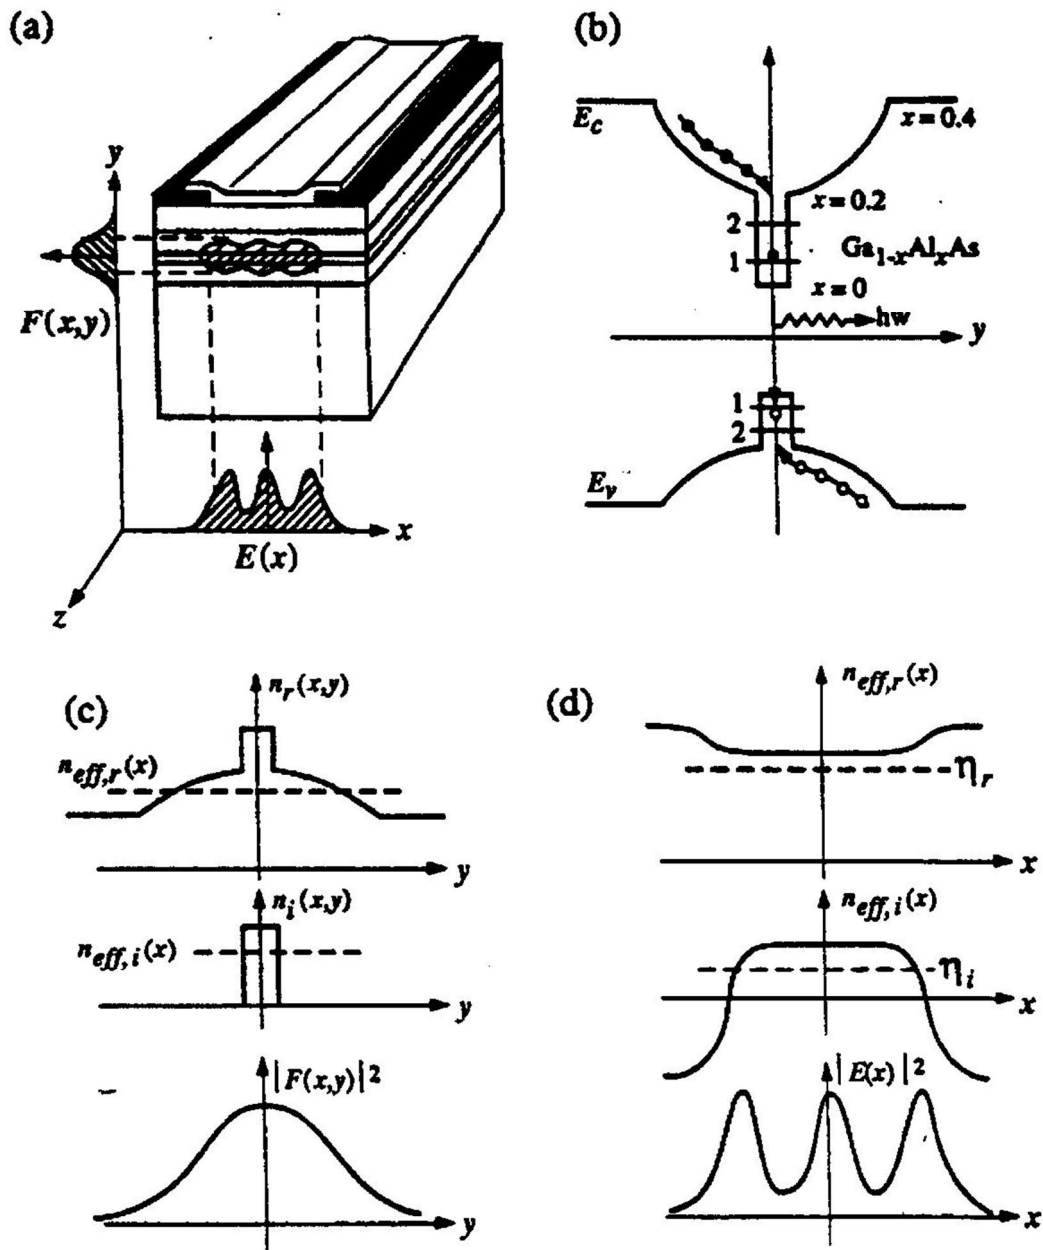 (a)
y
F(x,y)
E(x)
x
z
(b)
E_c
x=0.4
x=0.2
2
1
Ga_{1-x}Al_xAs
x=0
hw
y
1
2
E_v
(c)
n_r(x,y)
n_{eff,r}(x)
y
n_i(x,y)
n_{eff,i}(x)
y
|F(x,y)|^2
y
(d)
n_{eff,r}(x)
η_r
x
n_{eff,i}(x)
η_i
x
|E(x)|^2
x